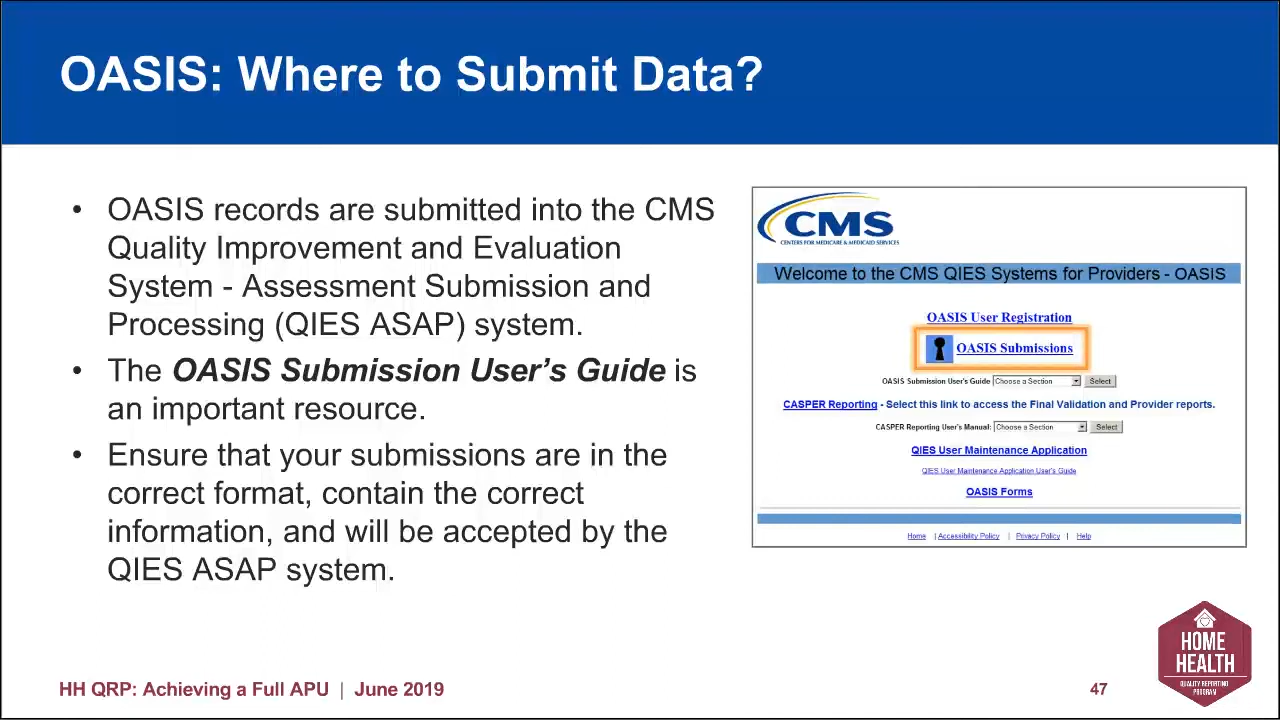 OASIS: Where to Submit Data?
• OASIS records are submitted into the CMS
Quality Improvement and Evaluation
System - Assessment Submission and
Processing (QIES ASAP) system.
• The OASIS Submission User's Guide is
an important resource.
• Ensure that your submissions are in the
correct format, contain the correct
information, and will be accepted by the
QIES ASAP system.
CMS
CENTERS FOR MEDICARE & MEDICAID SERVICES
Welcome to the CMS QIES Systems for Providers - OASIS
OASIS User Registration
OASIS Submissions
OASIS Submission User's Guide Choose a Section Select
CASPER Reporting - Select this link to access the Final Validation and Provider reports.
CASPER Reporting User's Manual: Choose a Section Select
QIES User Maintenance Application
QIES User Maintenance Application User's Guide
OASIS Forms
Home | Accessibility Policy | Privacy Policy | Help
HH QRP: Achieving a Full APU | June 2019
47
HOME
HEALTH
QUALITY REPORTING
PROGRAM